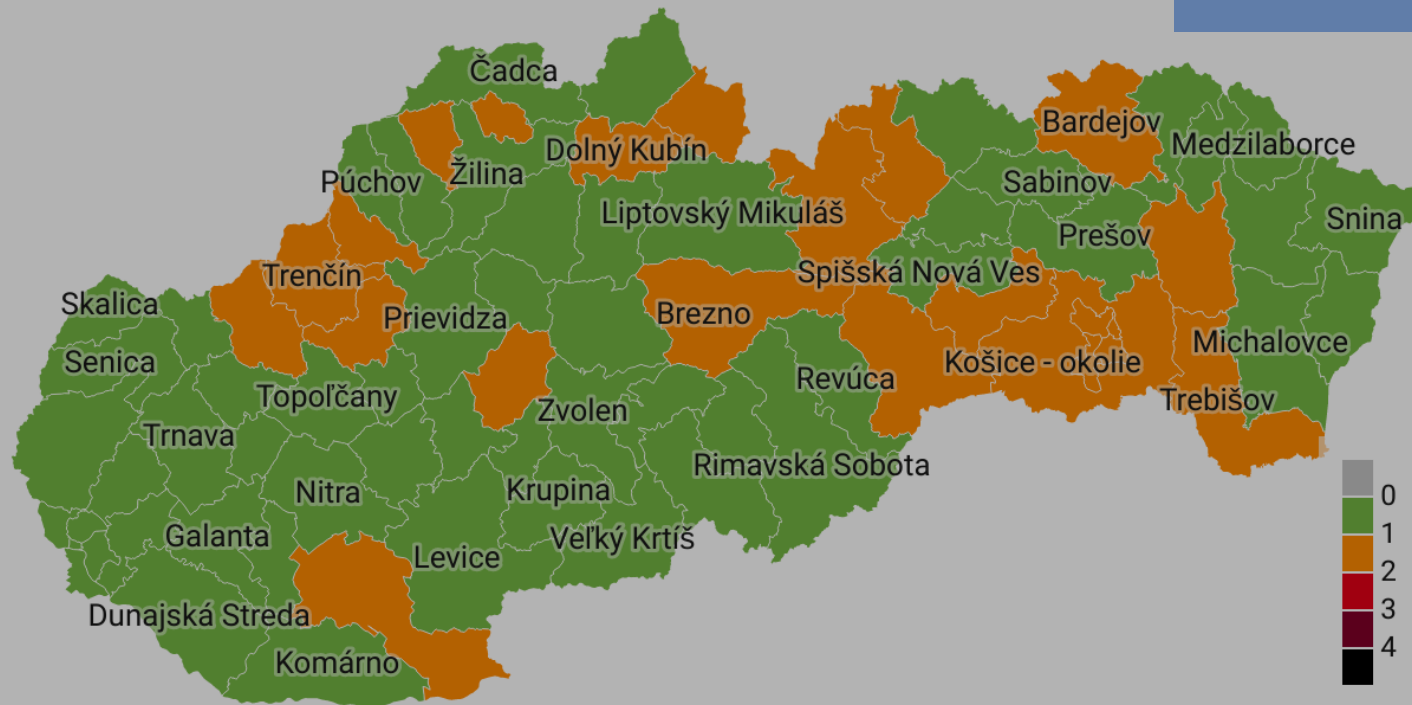 Čadca
Bardejov
Medzilaborce
Dolný Kubín
Žilina
Púchov
Sabinov
Liptovský Mikuláš
Snina
Prešov
Trenčín
Spišská Nová Ves
Skalica
Prievidza
Brezno
Michalovce
Senica
Košice - okolie
Revúca
Topoľčany
Trebišov
Zvolen
Trnava
Rimavská Sobota
Nitra
Krupina
Galanta
Veľký Krtíš
Levice
Dunajská Streda
Komárno
0
1
2
3
4